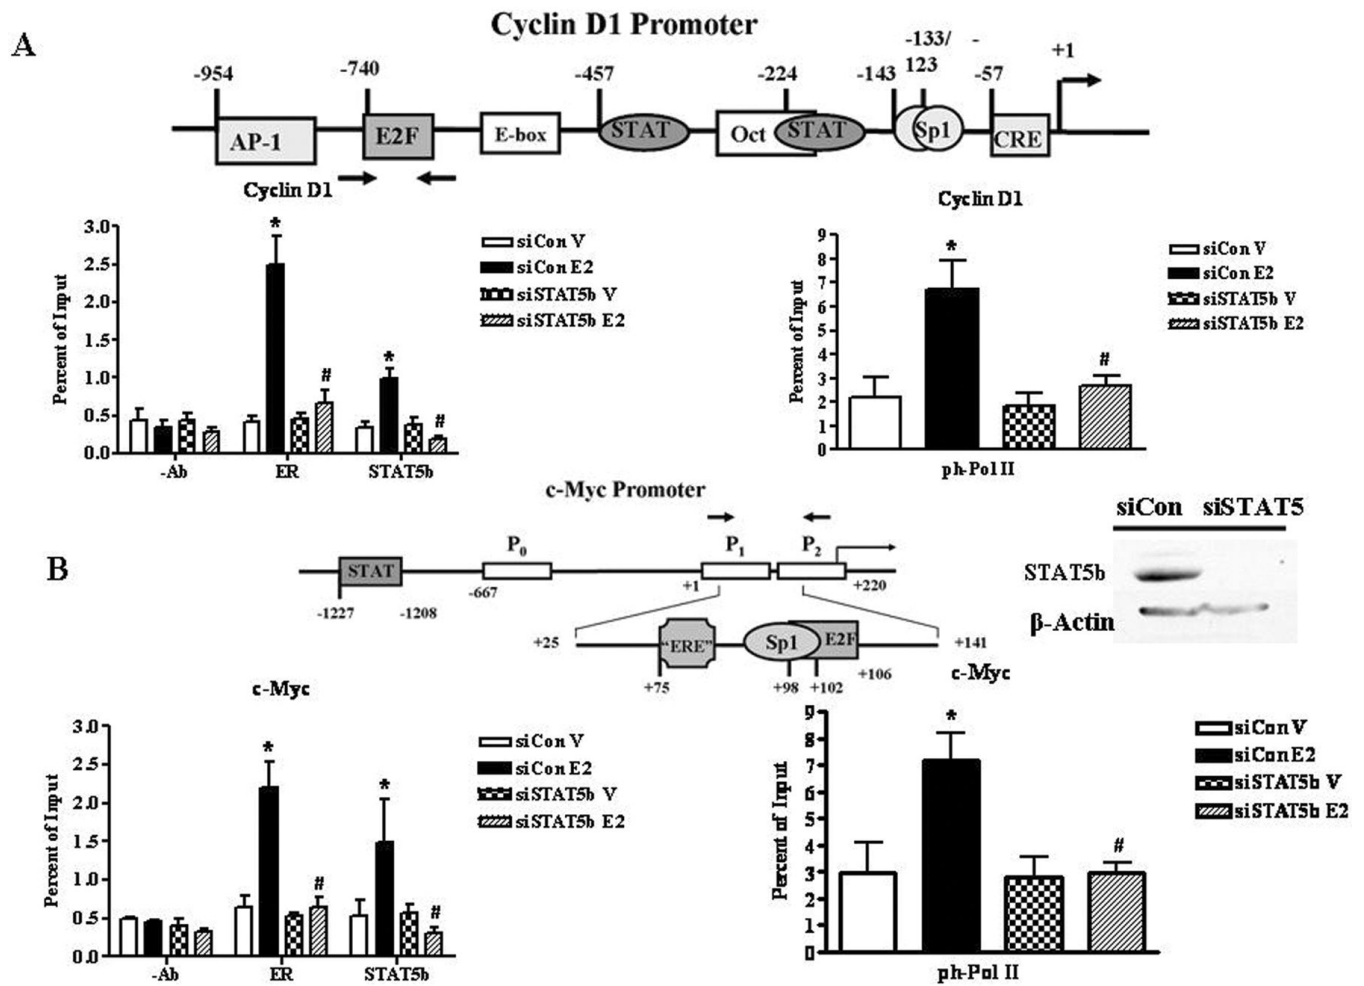 A
Cyclin D1 Promoter
-954
-740
-457
-224
-143
-133/
123
-
-57
+1
AP-1
E2F
E-box
STAT
Oct
STAT
Sp1
CRE
Cyclin D1
Percent of Input
3.0
2.5
2.0
1.5
1.0
0.5
0.0
*
#
*
#
-Ab
ER
STAT5b
siCon V
siCon E2
siSTAT5b V
siSTAT5b E2
Cyclin D1
Percent of Input
9
8
7
6
5
4
3
2
1
0
*
#
ph-Pol II
siCon V
siCon E2
siSTAT5b V
siSTAT5b E2
B
c-Myc Promoter
STAT
P0
P1
P2
-1227
-1208
-667
+1
+220
+25
"ERE"
Sp1
E2F
+141
+75
+98
+102
+106
siCon siSTAT5
STAT5b
β-Actin
c-Myc
Percent of Input
3.0
2.5
2.0
1.5
1.0
0.5
0.0
*
#
*
#
-Ab
ER
STAT5b
siCon V
siCon E2
siSTAT5b V
siSTAT5b E2
c-Myc
Percent of Input
9
8
7
6
5
4
3
2
1
0
*
#
ph-Pol II
siCon V
siCon E2
siSTAT5b V
siSTAT5b E2